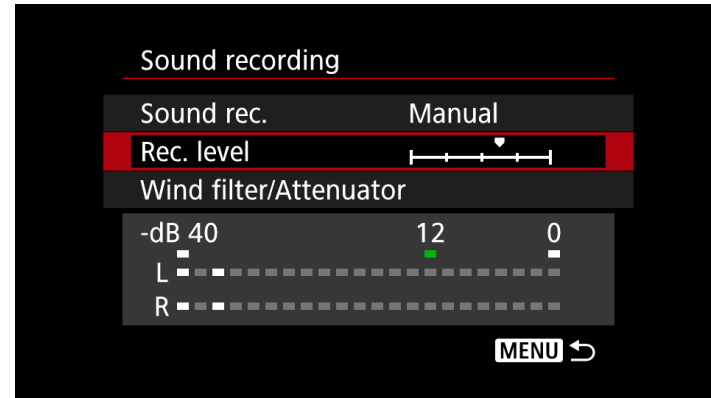 Sound recording
Sound rec. Manual
Rec. level
Wind filter/Attenuator
-dB 40 12 0
L
R
MENU